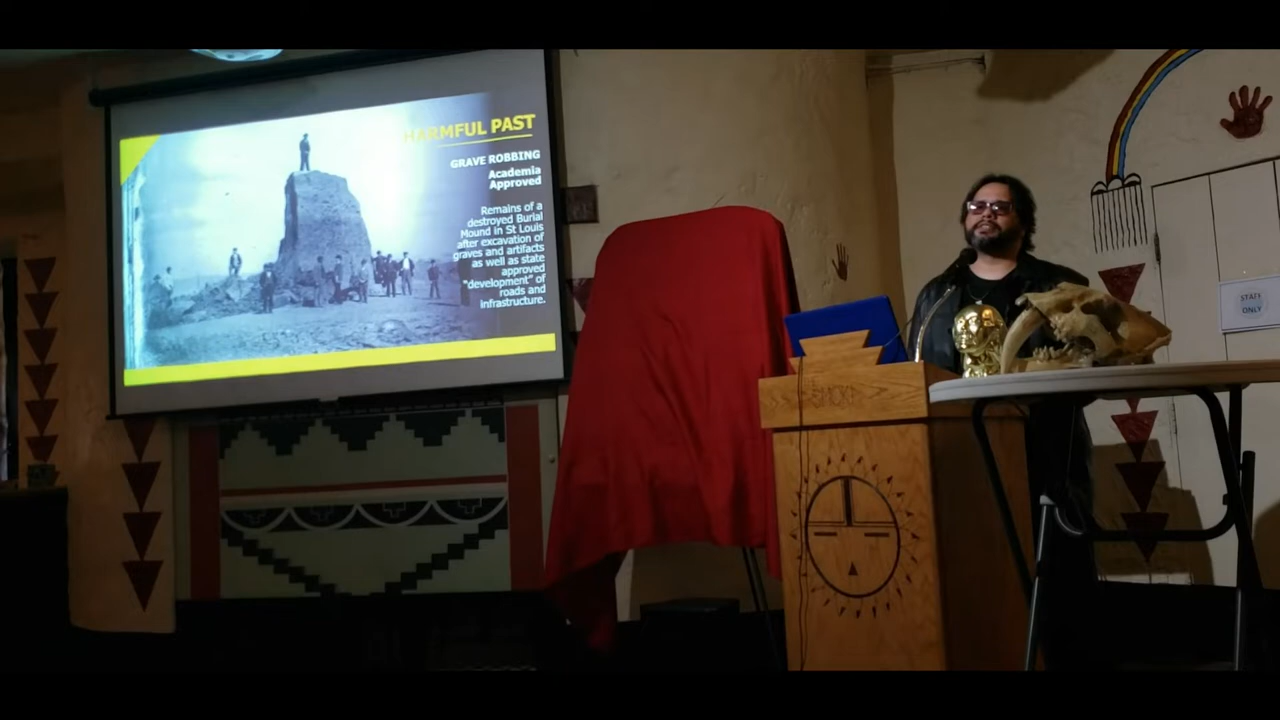 HARMFUL PAST
GRAVE ROBBING
Academia
Approved
Remains of a
destroyed Burial
Mound in St Louis
after excavation of
graves and artifacts
as well as state
approved
"development" of
roads and
infrastructure.
STAFF
ONLY